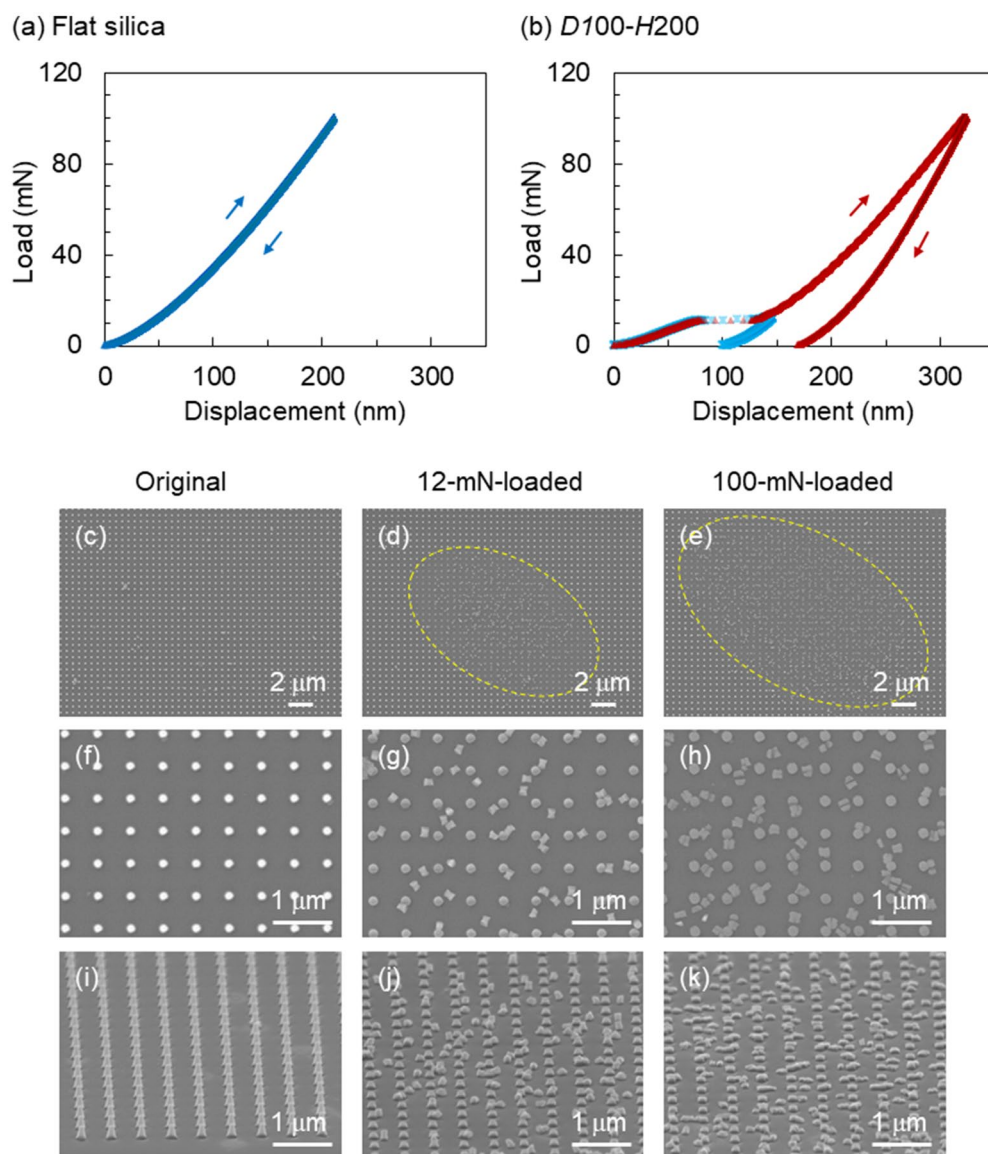 (a) Flat silica
(b) D100-H200
120
80
40
0
Load (mN)
0 100 200 300
Displacement (nm)
120
80
40
0
Load (mN)
0 100 200 300
Displacement (nm)
Original
12-mN-loaded
100-mN-loaded
(c)
2 μm
(d)
2 μm
(e)
2 μm
(f)
1 μm
(g)
1 μm
(h)
1 μm
(i)
1 μm
(j)
1 μm
(k)
1 μm